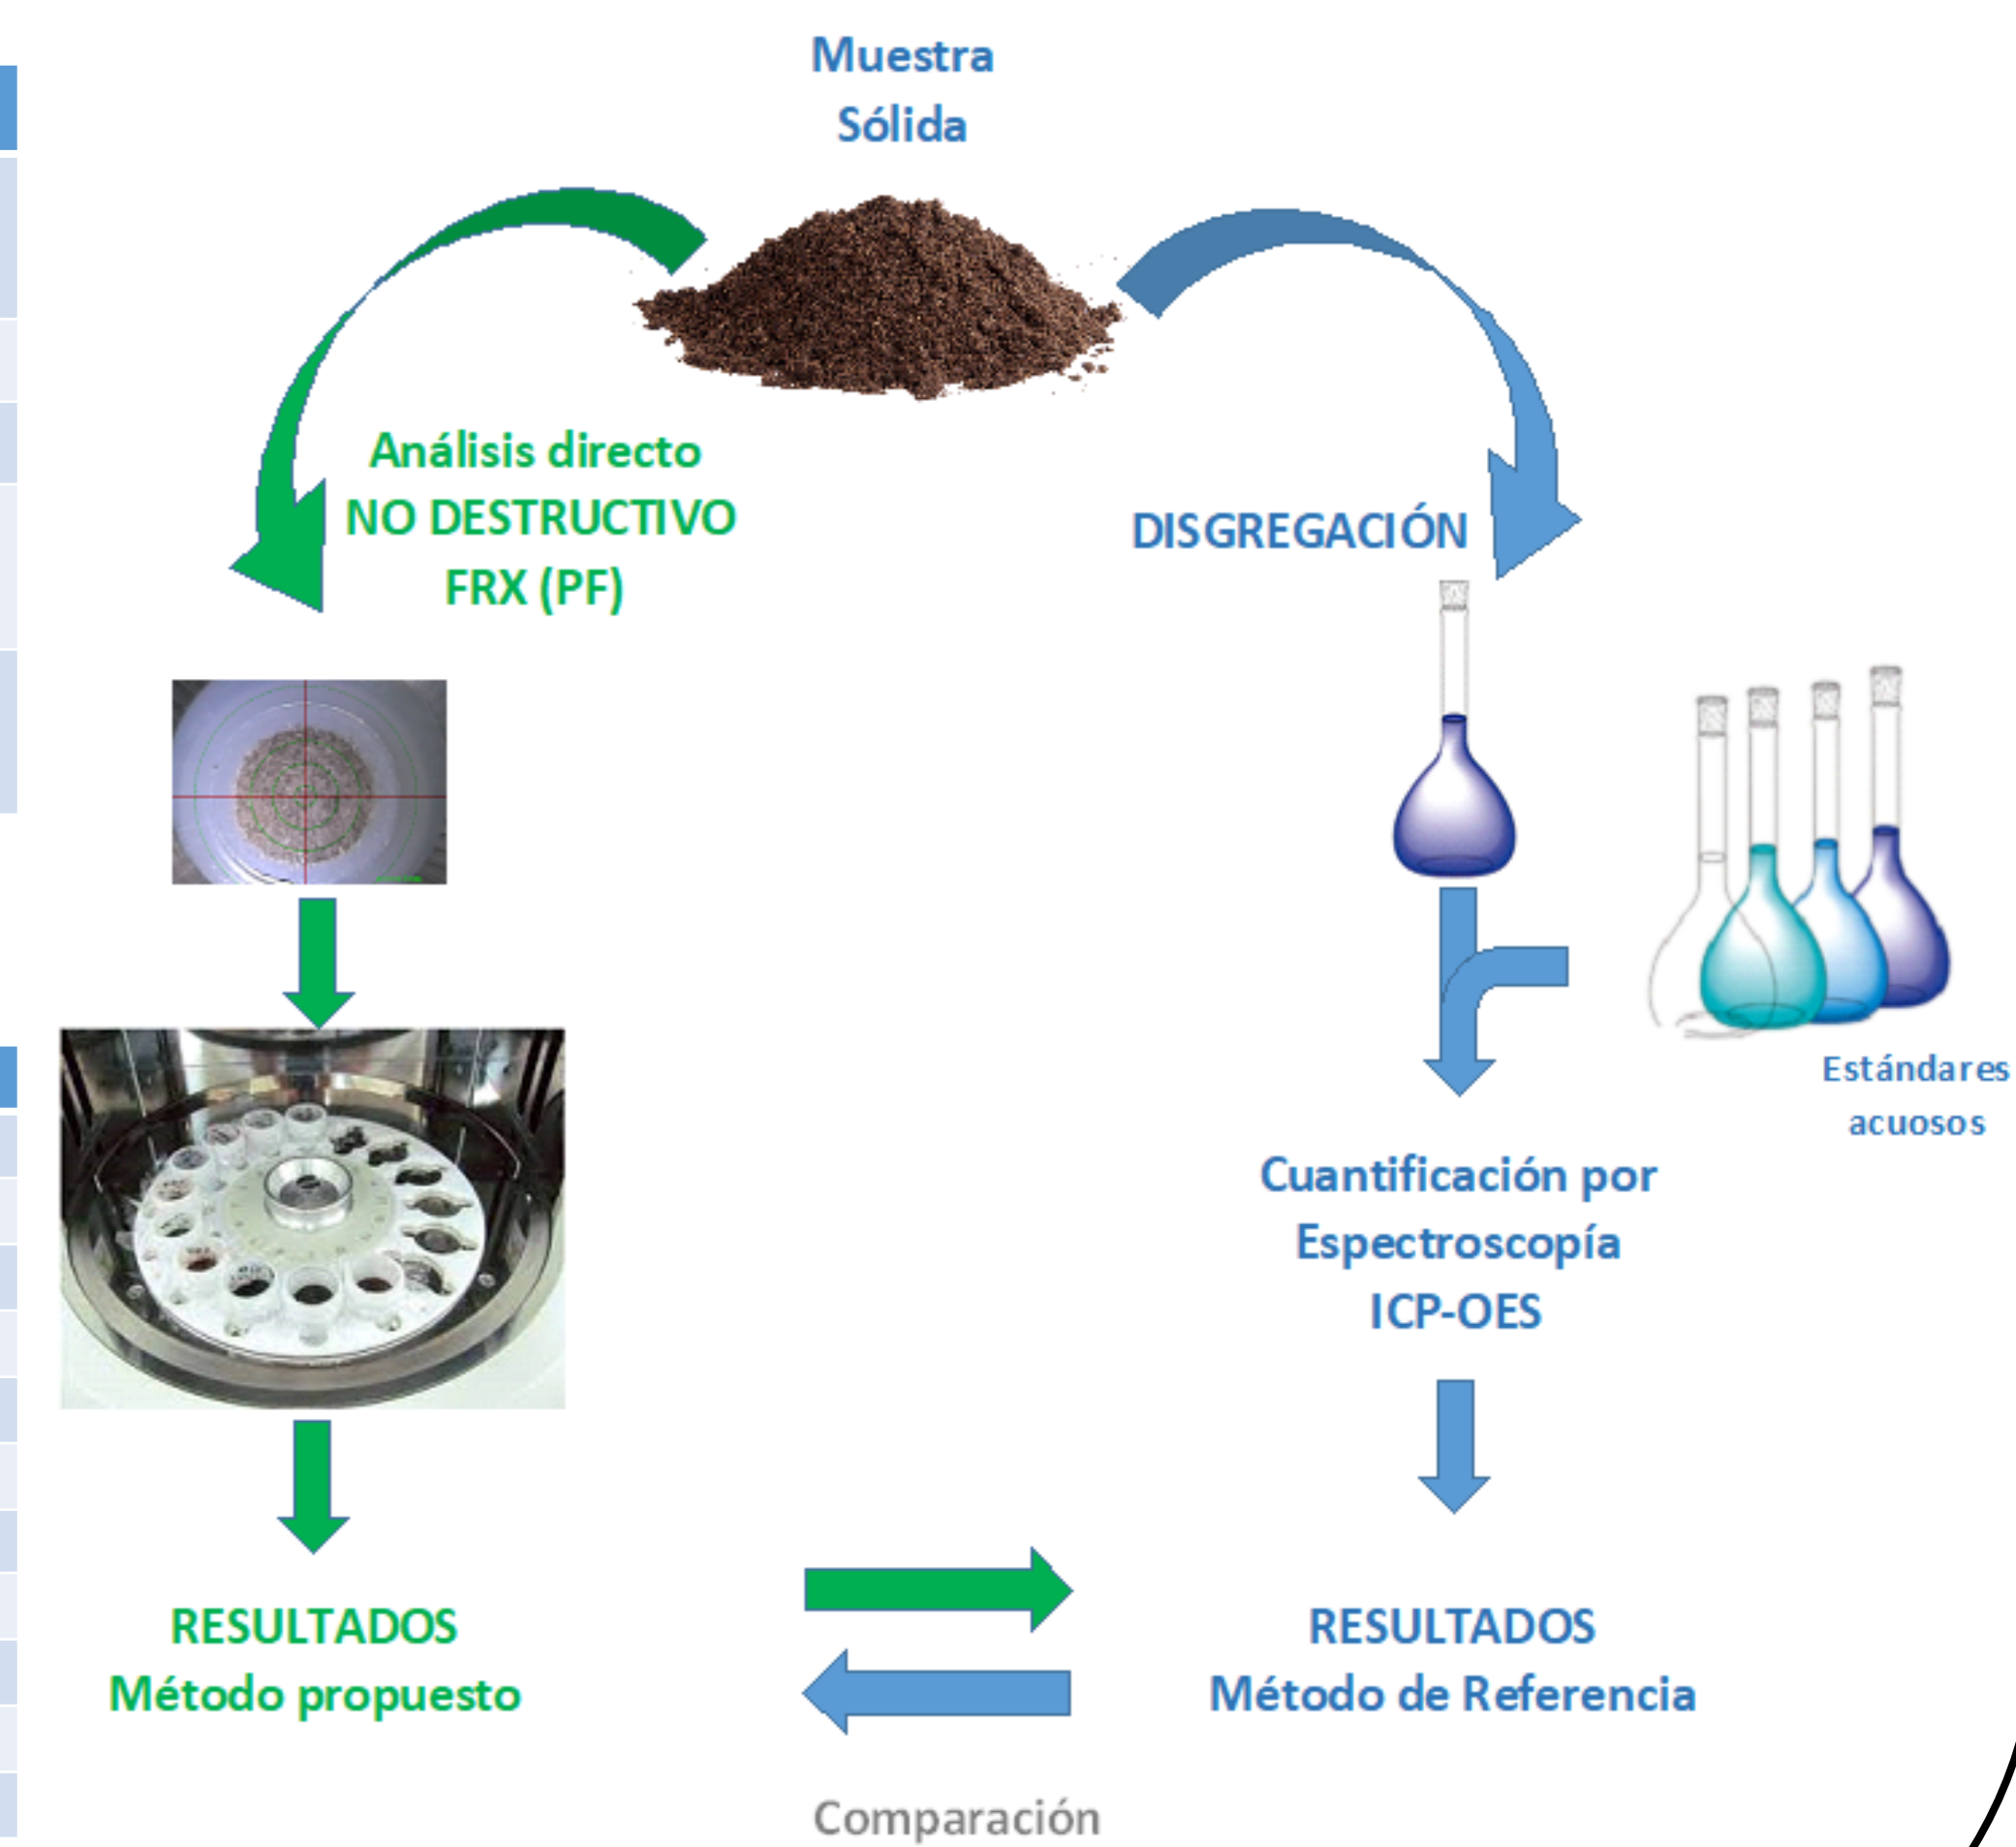 Muestra
Sólida
Análisis directo
NO DESTRUCTIVO
FRX (PF)
DISGREGACIÓN
Estándares
acuosos
Cuantificación por
Espectroscopía
ICP-OES
RESULTADOS
Método propuesto
RESULTADOS
Método de Referencia
Comparación